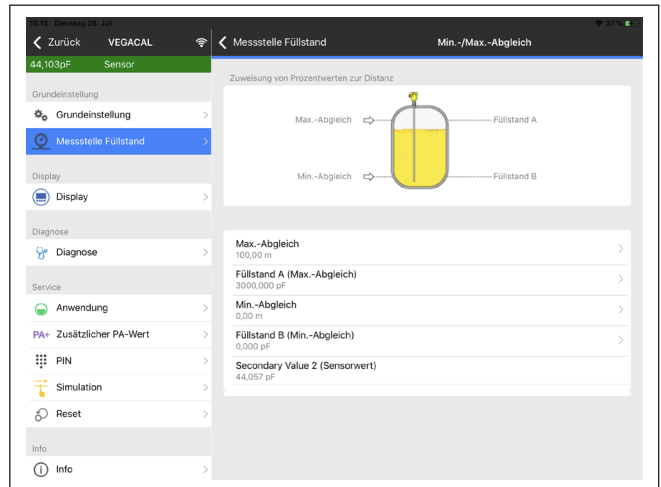 15:15 Dienstag 28. Juli
37 %
Zurück VEGACAL
Messstelle Füllstand
Min.-/Max.-Abgleich
44,103pF Sensor
Grundeinstellung
Grundeinstellung
Messstelle Füllstand
Display
Display
Diagnose
Diagnose
Service
Anwendung
PA+ Zusätzlicher PA-Wert
PIN
Simulation
Reset
Info
Info
Zuweisung von Prozentwerten zur Distanz
Max.-Abgleich
Füllstand A
Min.-Abgleich
Füllstand B
Max.-Abgleich
100,00 m
Füllstand A (Max.-Abgleich)
3000,000 pF
Min.-Abgleich
0,00 m
Füllstand B (Min.-Abgleich)
0,000 pF
Secondary Value 2 (Sensorwert)
44,057 pF